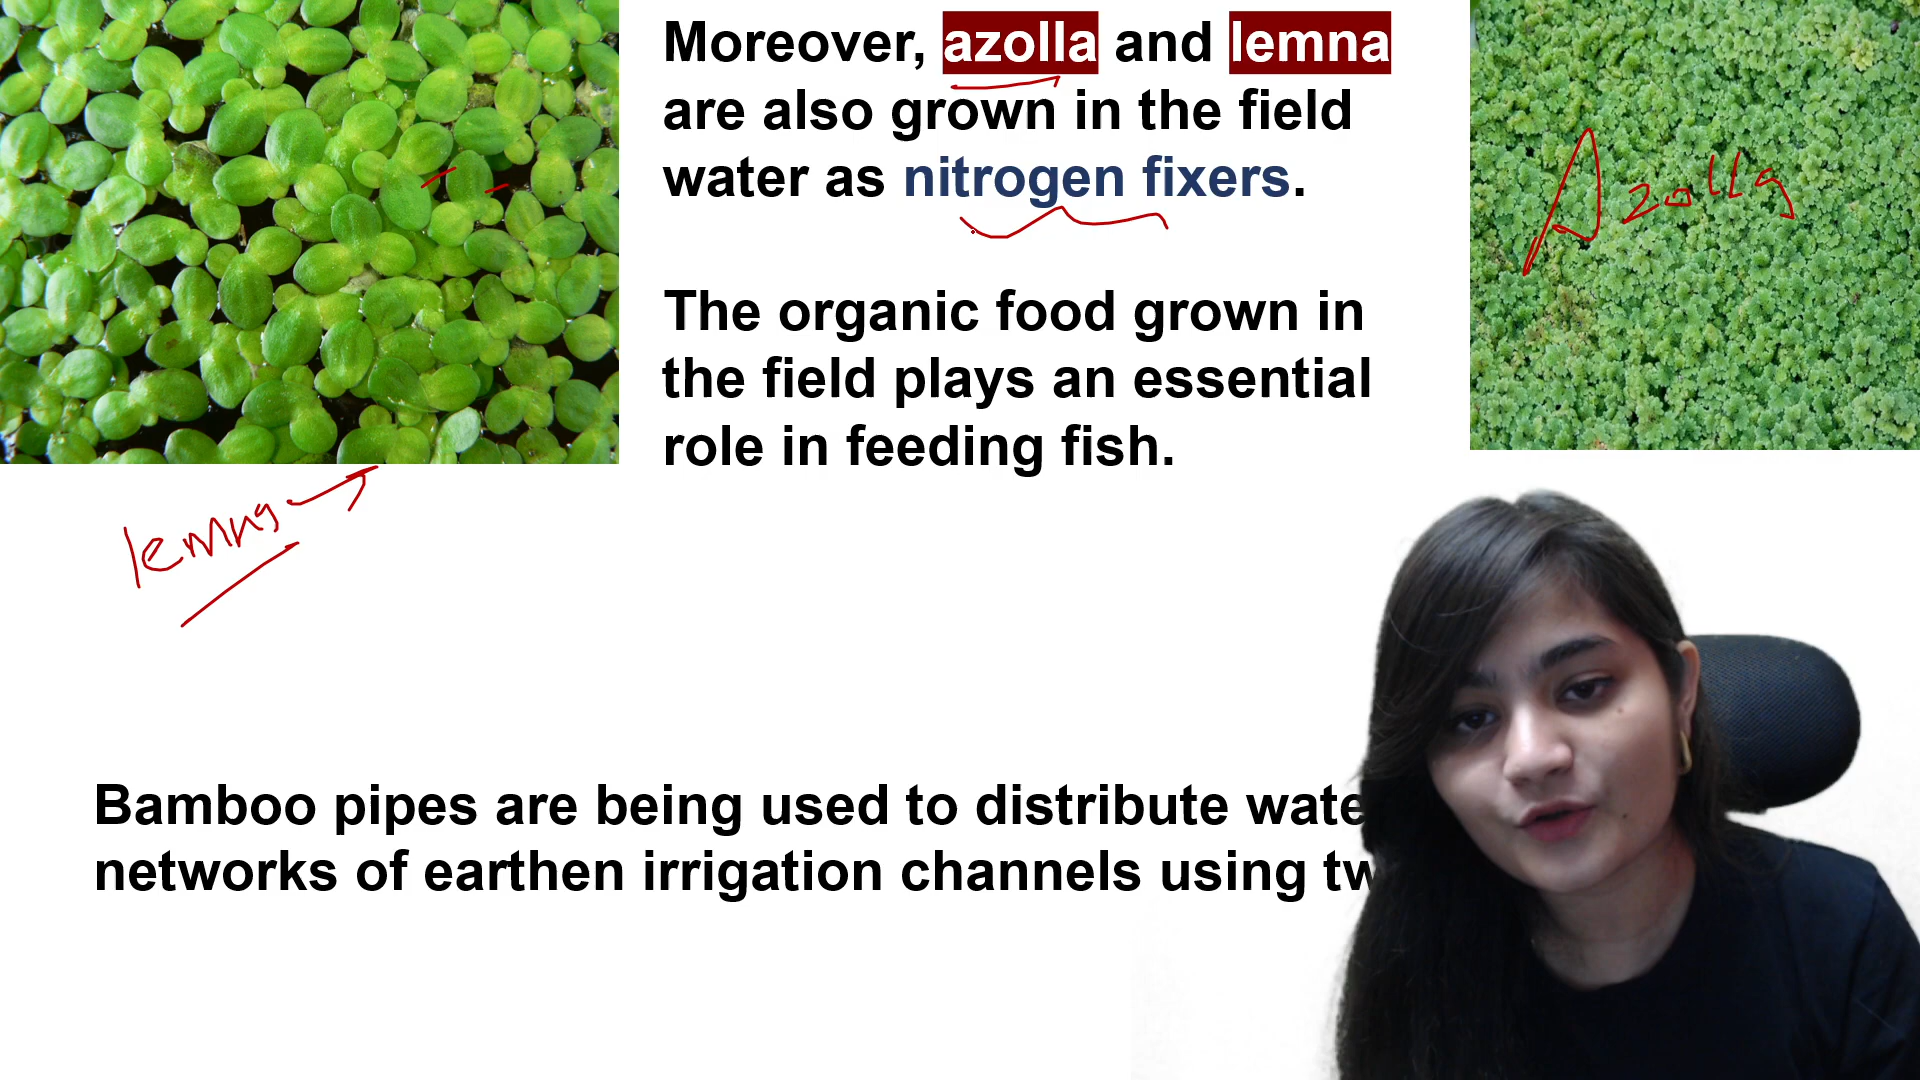 Moreover, azolla and lemna
are also grown in the field
water as nitrogen fixers.
The organic food grown in
the field plays an essential
role in feeding fish.
Azolla
lemna
Bamboo pipes are being used to distribute
networks of earthen irrigation channels using